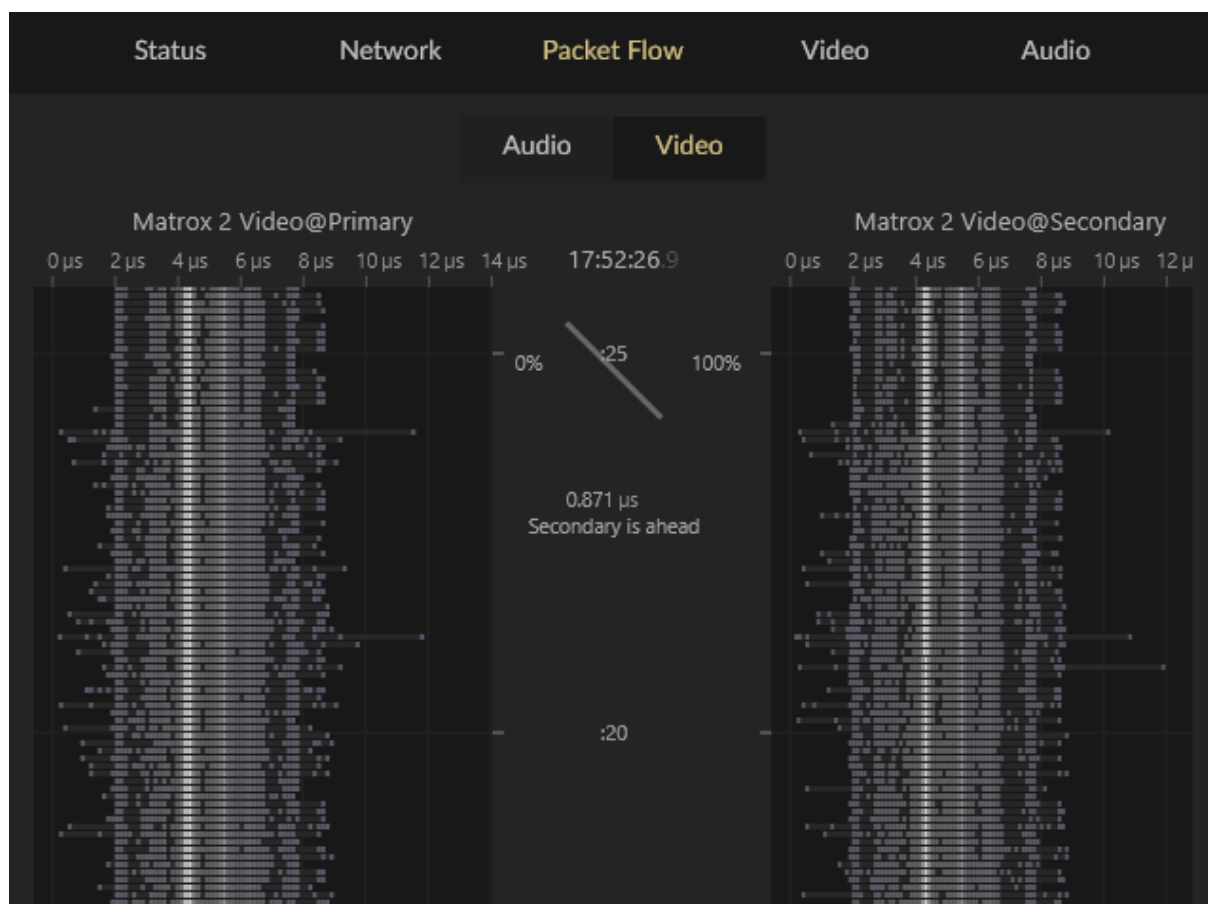 Status Network Packet Flow Video Audio
Audio Video
Matrox 2 Video@Primary Matrox 2 Video@Secondary
0 µs 2 µs 4 µs 6 µs 8 µs 10 µs 12 µs 14 µs 17:52:26.9 0 µs 2 µs 4 µs 6 µs 8 µs 10 µs 12 µ
0% :25 100%
0.871 µs
Secondary is ahead
:20